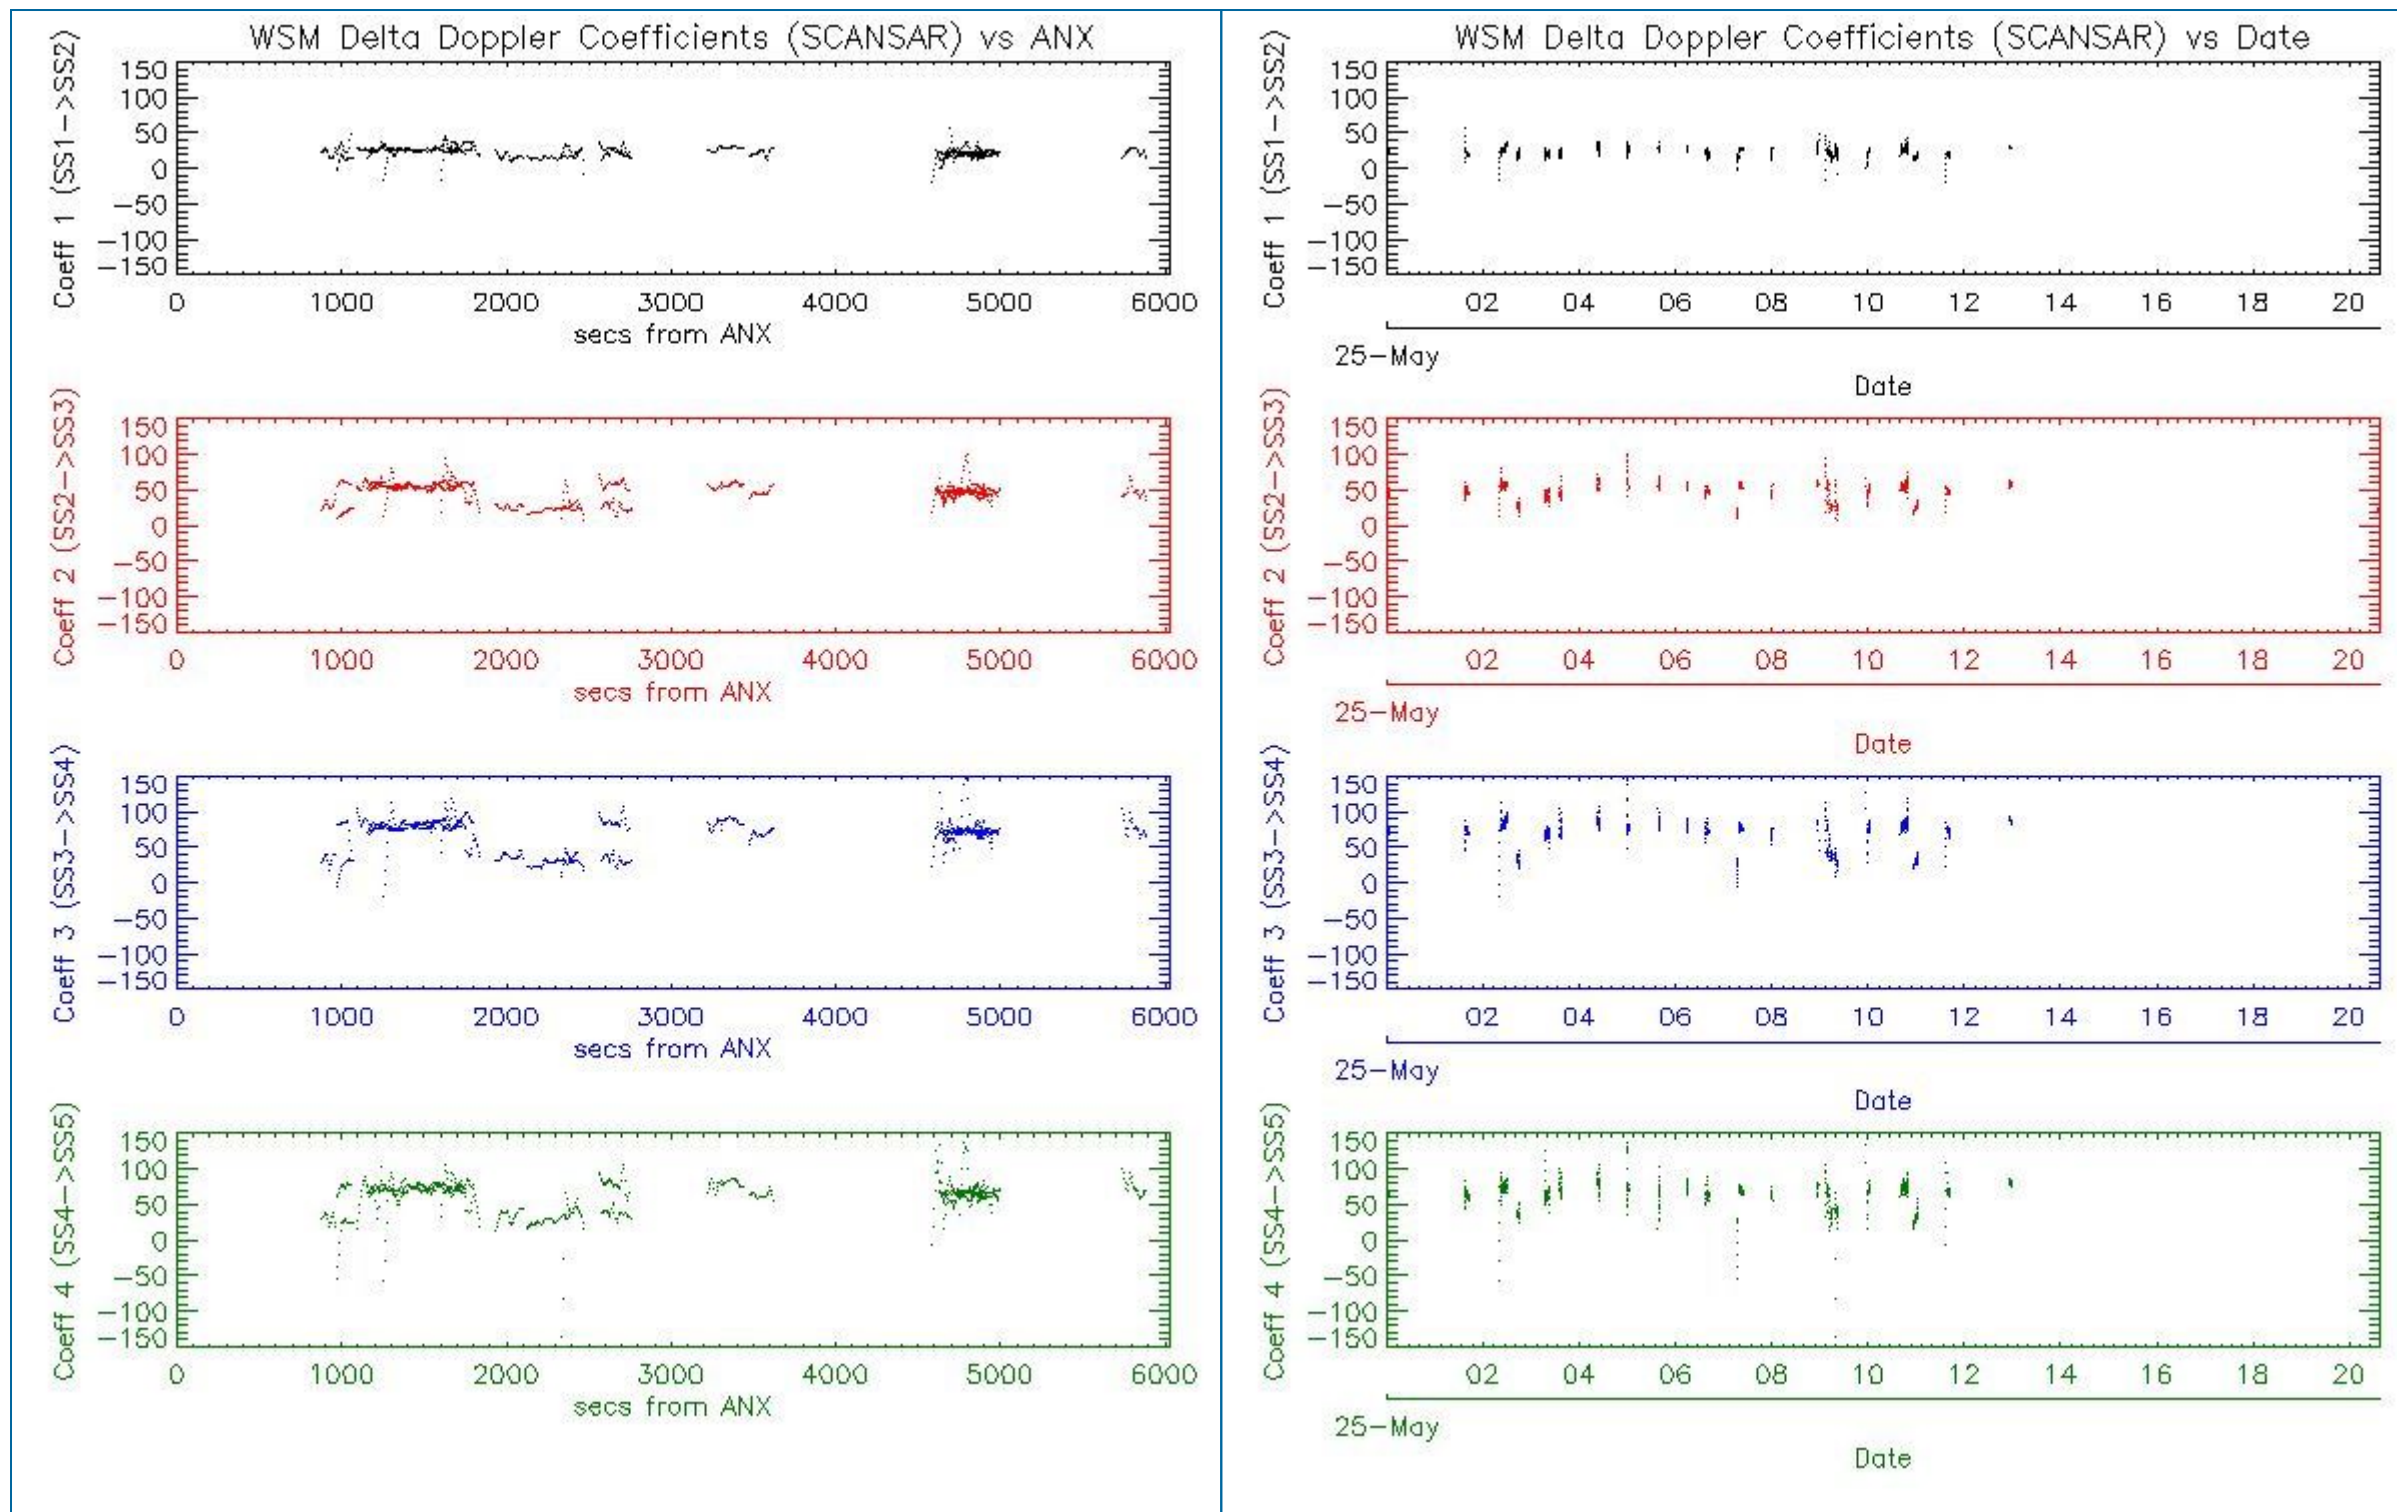 WSM Delta Doppler Coefficients (SCANSAR) vs ANX
Coeff 1 (SS1->SS2)
150
100
50
0
-50
-100
-150
0 1000 2000 3000 4000 5000 6000
secs from ANX
Coeff 2 (SS2->SS3)
150
100
50
0
-50
-100
-150
0 1000 2000 3000 4000 5000 6000
secs from ANX
Coeff 3 (SS3->SS4)
150
100
50
0
-50
-100
-150
0 1000 2000 3000 4000 5000 6000
secs from ANX
Coeff 4 (SS4->SS5)
150
100
50
0
-50
-100
-150
0 1000 2000 3000 4000 5000 6000
secs from ANX
WSM Delta Doppler Coefficients (SCANSAR) vs Date
Coeff 1 (SS1->SS2)
150
100
50
0
-50
-100
-150
02 04 06 08 10 12 14 16 18 20
25-May
Date
Coeff 2 (SS2->SS3)
150
100
50
0
-50
-100
-150
02 04 06 08 10 12 14 16 18 20
25-May
Date
Coeff 3 (SS3->SS4)
150
100
50
0
-50
-100
-150
02 04 06 08 10 12 14 16 18 20
25-May
Date
Coeff 4 (SS4->SS5)
150
100
50
0
-50
-100
-150
02 04 06 08 10 12 14 16 18 20
25-May
Date